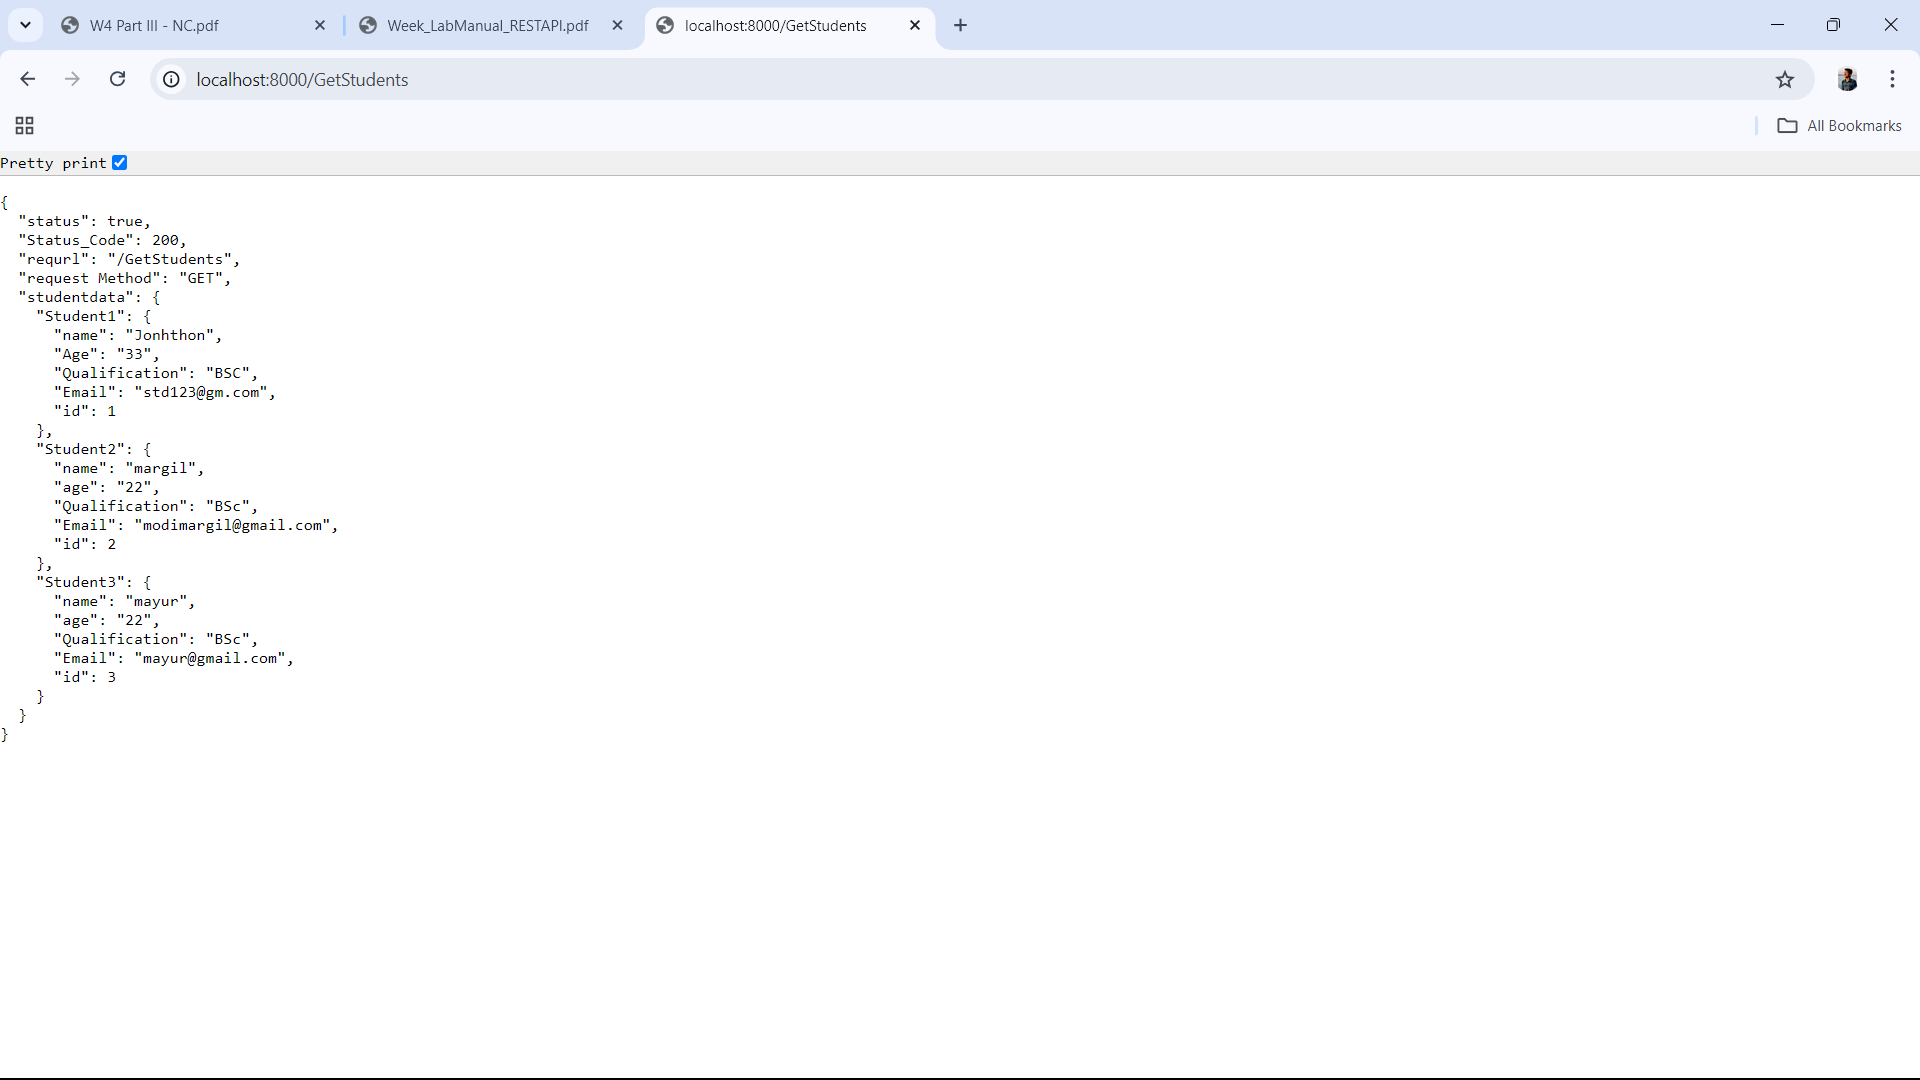 W4 Part III - NC.pdf
Week_LabManual_RESTAPI.pdf
localhost:8000/GetStudents
localhost:8000/GetStudents
All Bookmarks
Pretty print
{
  "status": true,
  "Status_Code": 200,
  "requrl": "/GetStudents",
  "request Method": "GET",
  "studentdata": {
    "Student1": {
      "name": "Jonhthon",
      "Age": "33",
      "Qualification": "BSC",
      "Email": "std123@gm.com",
      "id": 1
    },
    "Student2": {
      "name": "margil",
      "age": "22",
      "Qualification": "BSc",
      "Email": "modimargil@gmail.com",
      "id": 2
    },
    "Student3": {
      "name": "mayur",
      "age": "22",
      "Qualification": "BSc",
      "Email": "mayur@gmail.com",
      "id": 3
    }
  }
}